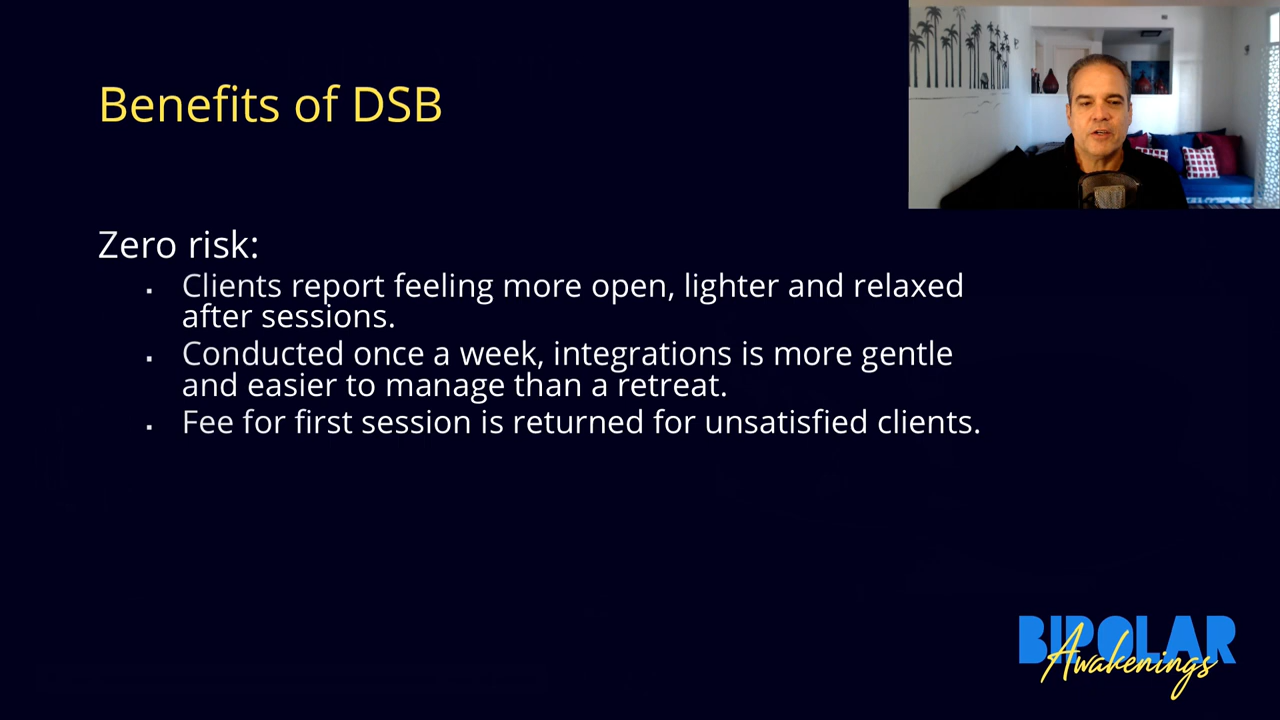 Benefits of DSB
Zero risk:
▪ Clients report feeling more open, lighter and relaxed
after sessions.
▪ Conducted once a week, integrations is more gentle
and easier to manage than a retreat.
▪ Fee for first session is returned for unsatisfied clients.
BIPOLAR
Awakenings